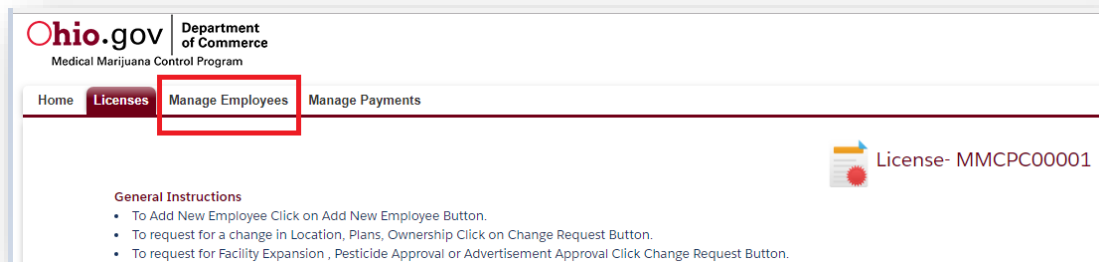 Ohio.gov Department of Commerce
Medical Marijuana Control Program
Home Licenses Manage Employees Manage Payments
License- MMCPC00001
General Instructions
• To Add New Employee Click on Add New Employee Button.
• To request for a change in Location, Plans, Ownership Click on Change Request Button.
• To request for Facility Expansion , Pesticide Approval or Advertisement Approval Click Change Request Button.